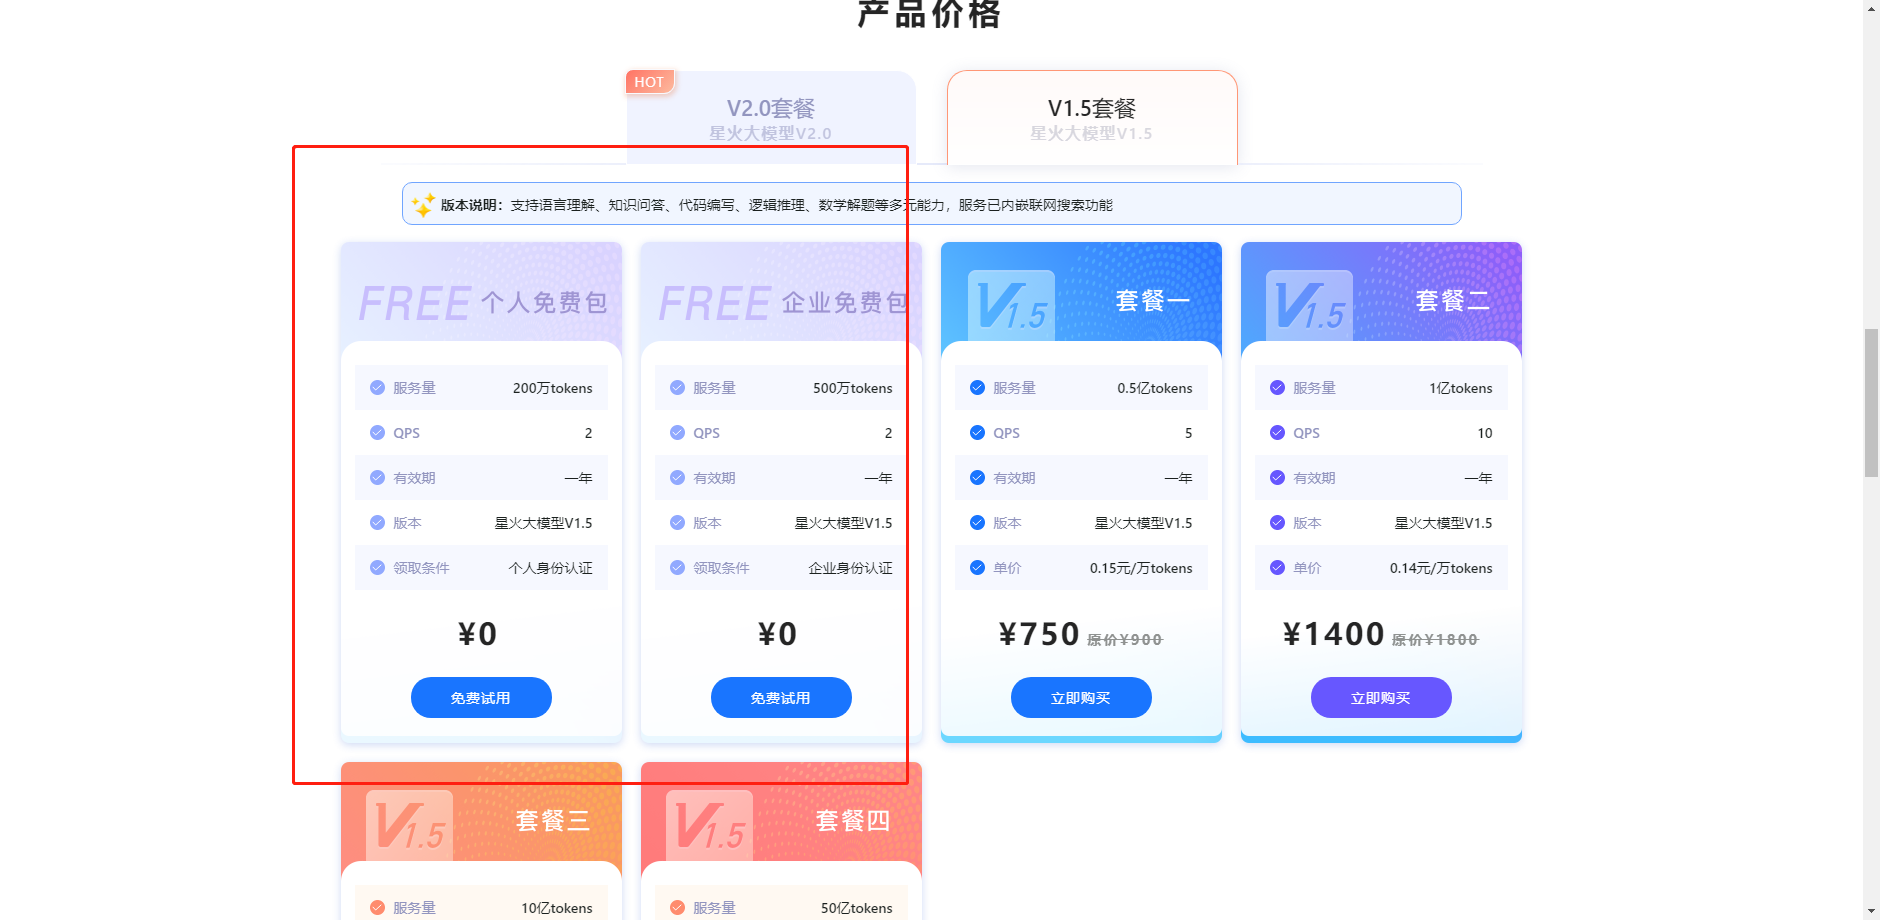 产品价格
HOT
V2.0套餐
星火大模型V2.0
V1.5套餐
星火大模型V1.5
版本说明：支持语言理解、知识问答、代码编写、逻辑推理、数学解题等多元能力，服务已内嵌联网搜索功能
FREE 个人免费包
服务量 200万tokens
QPS 2
有效期 一年
版本 星火大模型V1.5
领取条件 个人身份认证
¥0
免费试用
FREE 企业免费包
服务量 500万tokens
QPS 2
有效期 一年
版本 星火大模型V1.5
领取条件 企业身份认证
¥0
免费试用
V1.5 套餐一
服务量 0.5亿tokens
QPS 5
有效期 一年
版本 星火大模型V1.5
单价 0.15元/万tokens
¥750 原价¥900
立即购买
V1.5 套餐二
服务量 1亿tokens
QPS 10
有效期 一年
版本 星火大模型V1.5
单价 0.14元/万tokens
¥1400 原价¥1800
立即购买
V1.5 套餐三
服务量 10亿tokens
V1.5 套餐四
服务量 50亿tokens